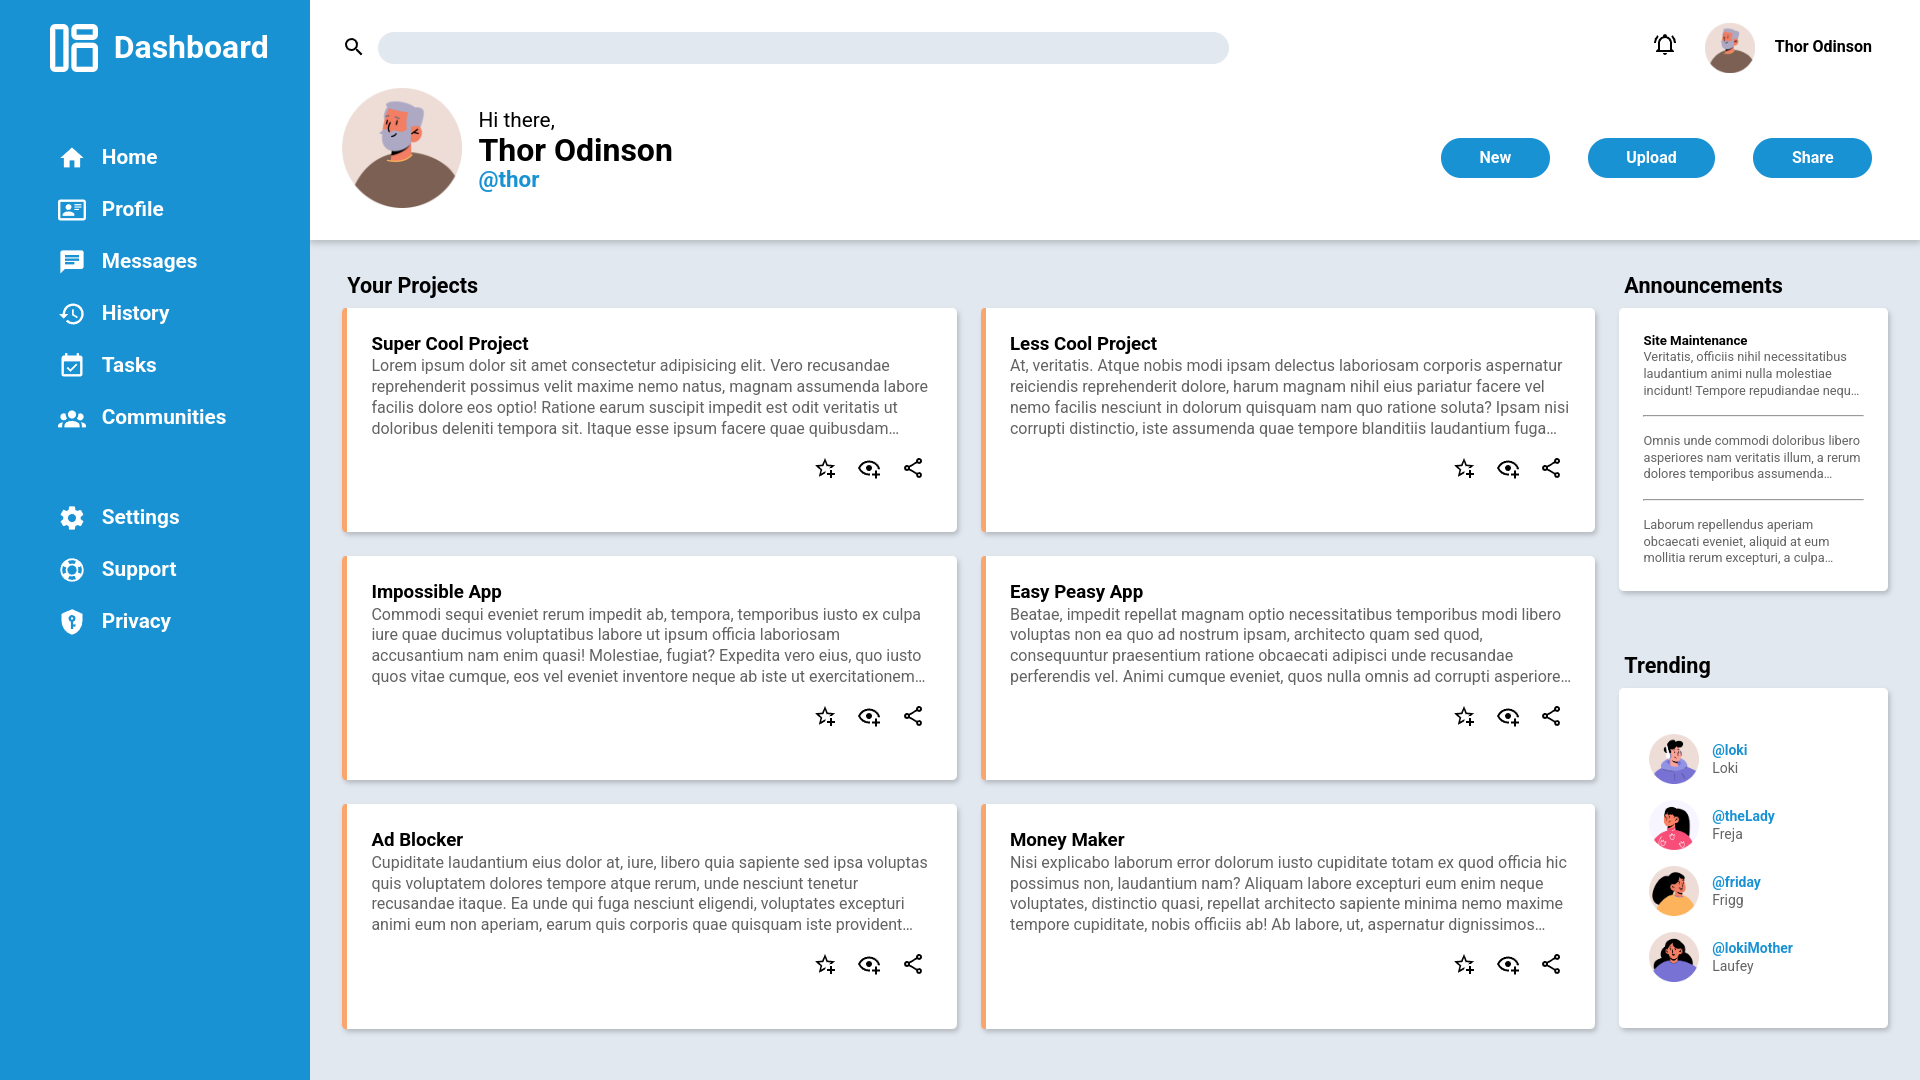 Dashboard
Home
Profile
Messages
History
Tasks
Communities
Settings
Support
Privacy
Thor Odinson
Hi there,
Thor Odinson
@thor
New
Upload
Share
Your Projects
Super Cool Project
Lorem ipsum dolor sit amet consectetur adipisicing elit. Vero recusandae
reprehenderit possimus velit maxime nemo natus, magnam assumenda labore
facilis dolore eos optio! Ratione earum suscipit impedit est odit veritatis ut
doloribus deleniti tempora sit. Itaque esse ipsum facere quae quibusdam…
Less Cool Project
At, veritatis. Atque nobis modi ipsam delectus laboriosam corporis aspernatur
reiciendis reprehenderit dolore, harum magnam nihil eius pariatur facere vel
nemo facilis nesciunt in dolorum quisquam nam quo ratione soluta? Ipsam nisi
corrupti distinctio, iste assumenda quae tempore blanditiis laudantium fuga…
Impossible App
Commodi sequi eveniet rerum impedit ab, tempora, temporibus iusto ex culpa
iure quae ducimus voluptatibus labore ut ipsum officia laboriosam
accusantium nam enim quasi! Molestiae, fugiat? Expedita vero eius, quo iusto
quos vitae cumque, eos vel eveniet inventore neque ab iste ut exercitationem…
Easy Peasy App
Beatae, impedit repellat magnam optio necessitatibus temporibus modi libero
voluptas non ea quo ad nostrum ipsam, architecto quam sed quod,
consequuntur praesentium ratione obcaecati adipisci unde recusandae
perferendis vel. Animi cumque eveniet, quos nulla omnis ad corrupti asperiore…
Ad Blocker
Cupiditate laudantium eius dolor at, iure, libero quia sapiente sed ipsa voluptas
quis voluptatem dolores tempore atque rerum, unde nesciunt tenetur
recusandae itaque. Ea unde qui fuga nesciunt eligendi, voluptates excepturi
animi eum non aperiam, earum quis corporis quae quisquam iste provident…
Money Maker
Nisi explicabo laborum error dolorum iusto cupiditate totam ex quod officia hic
possimus non, laudantium nam? Aliquam labore excepturi eum enim neque
voluptates, distinctio quasi, repellat architecto sapiente minima nemo maxime
tempore cupiditate, nobis officiis ab! Ab labore, ut, aspernatur dignissimos…
Announcements
Site Maintenance
Veritatis, officiis nihil necessitatibus
laudantium animi nulla molestiae
incidunt! Tempore repudiandae nequ…
Omnis unde commodi doloribus libero
asperiores nam veritatis illum, a rerum
dolores temporibus assumenda…
Laborum repellendus aperiam
obcaecati eveniet, aliquid at eum
mollitia rerum excepturi, a culpa…
Trending
@loki
Loki
@theLady
Freja
@friday
Frigg
@lokiMother
Laufey